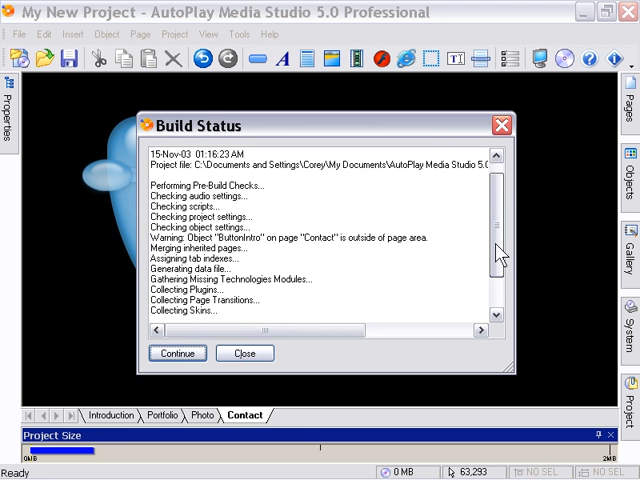 My New Project - AutoPlay Media Studio 5.0 Professional
File Edit Insert Object Page Project View Tools Help
Properties
Build Status
15-Nov-03 01:16:23 AM
Project file: C:\Documents and Settings\Corey\My Documents\AutoPlay Media Studio 5.0
Performing Pre-Build Checks...
Checking audio settings...
Checking scripts...
Checking project settings...
Checking object settings...
Warning: Object "ButtonIntro" on page "Contact" is outside of page area.
Merging inherited pages...
Assigning tab indexes...
Generating data file...
Gathering Missing Technologies Modules...
Collecting Plugins...
Collecting Page Transitions...
Collecting Skins...
Continue Close
Pages
Objects
Gallery
System
Project
Introduction Portfolio Photo Contact
Project Size
0MB 2MB
Ready 0 MB 63,293 NO SEL NO SEL